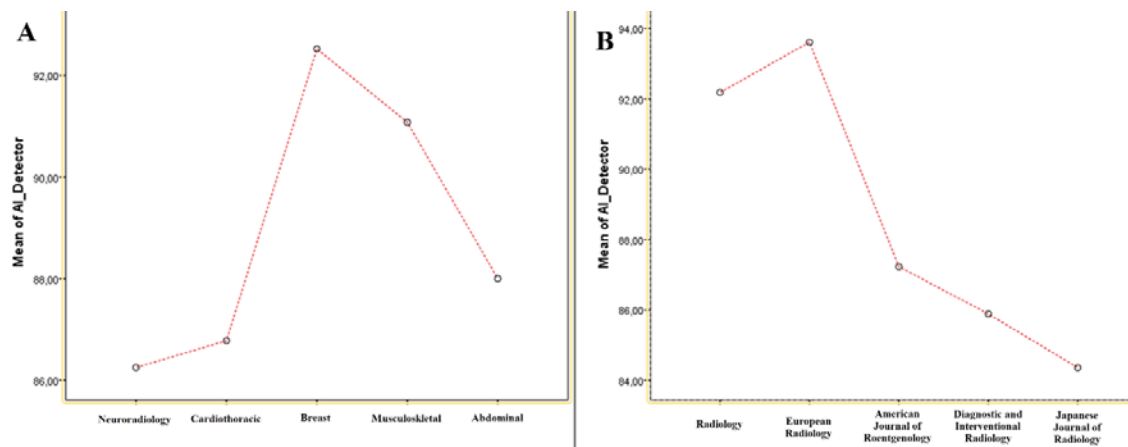 A
92,00
90,00
88,00
86,00
Mean of AI_Detector
Neuroradiology
Cardiothoracic
Breast
Musculoskletal
Abdominal
B
94,00
92,00
90,00
88,00
86,00
84,00
Mean of AI_Detector
Radiology
European
Radiology
American
Journal of
Roentgenology
Diagnostic and
Interventional
Radiology
Japanese
Journal of
Radiology